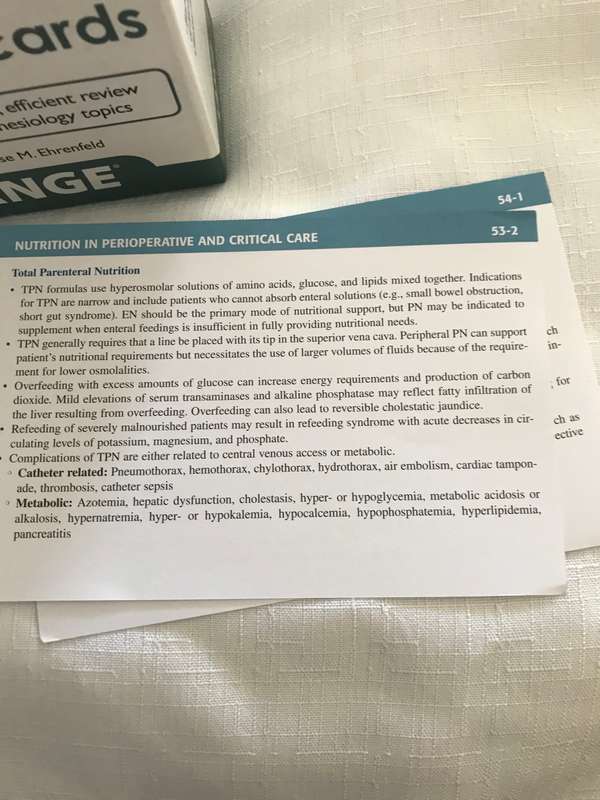 cards
efficient review
nesiology topics
se M. Ehrenfeld
NGE
54-1
NUTRITION IN PERIOPERATIVE AND CRITICAL CARE 53-2
Total Parenteral Nutrition
• TPN formulas use hyperosmolar solutions of amino acids, glucose, and lipids mixed together. Indications
for TPN are narrow and include patients who cannot absorb enteral solutions (e.g., small bowel obstruction,
short gut syndrome). EN should be the primary mode of nutritional support, but PN may be indicated to
supplement when enteral feedings is insufficient in fully providing nutritional needs.
• TPN generally requires that a line be placed with its tip in the superior vena cava. Peripheral PN can support
patient's nutritional requirements but necessitates the use of larger volumes of fluids because of the require-
ment for lower osmolalities.
• Overfeeding with excess amounts of glucose can increase energy requirements and production of carbon
dioxide. Mild elevations of serum transaminases and alkaline phosphatase may reflect fatty infiltration of
the liver resulting from overfeeding. Overfeeding can also lead to reversible cholestatic jaundice.
• Refeeding of severely malnourished patients may result in refeeding syndrome with acute decreases in cir-
culating levels of potassium, magnesium, and phosphate.
• Complications of TPN are either related to central venous access or metabolic.
◦ Catheter related: Pneumothorax, hemothorax, chylothorax, hydrothorax, air embolism, cardiac tampon-
ade, thrombosis, catheter sepsis
◦ Metabolic: Azotemia, hepatic dysfunction, cholestasis, hyper- or hypoglycemia, metabolic acidosis or
alkalosis, hypernatremia, hyper- or hypokalemia, hypocalcemia, hypophosphatemia, hyperlipidemia,
pancreatitis
ch
in-
; for
ch as
ective